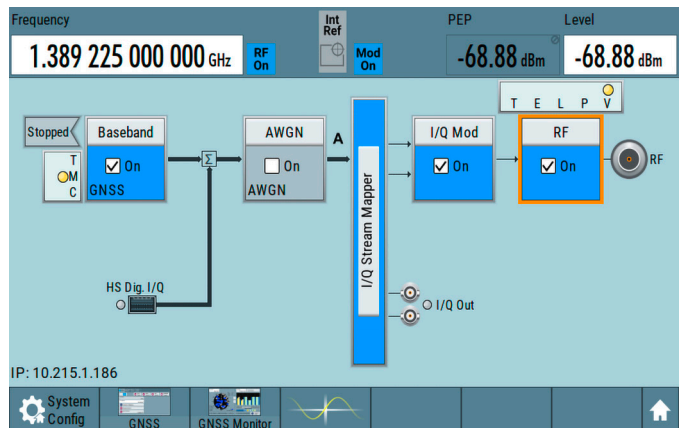 Frequency
Int
Ref
PEP
Level
1.389 225 000 000 GHz
RF
On
Mod
On
-68.88 dBm
-68.88 dBm
T E L P V
Stopped
Baseband
AWGN
A
I/Q Mod
RF
T
M
C
On
GNSS
Σ
On
AWGN
I/Q Stream Mapper
On
On
RF
HS Dig. I/Q
I/Q Out
IP: 10.215.1.186
System
Config
GNSS
GNSS Monitor